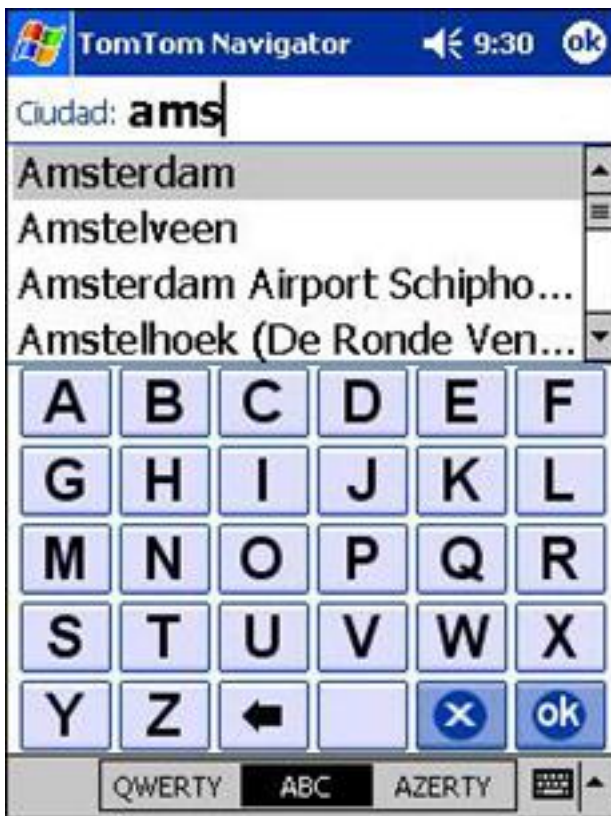 TomTom Navigator 9:30 ok
Ciudad: ams
Amsterdam
Amstelveen
Amsterdam Airport Schipho...
Amstelhoek (De Ronde Ven...
A B C D E F
G H I J K L
M N O P Q R
S T U V W X
Y Z ok
QWERTY ABC AZERTY